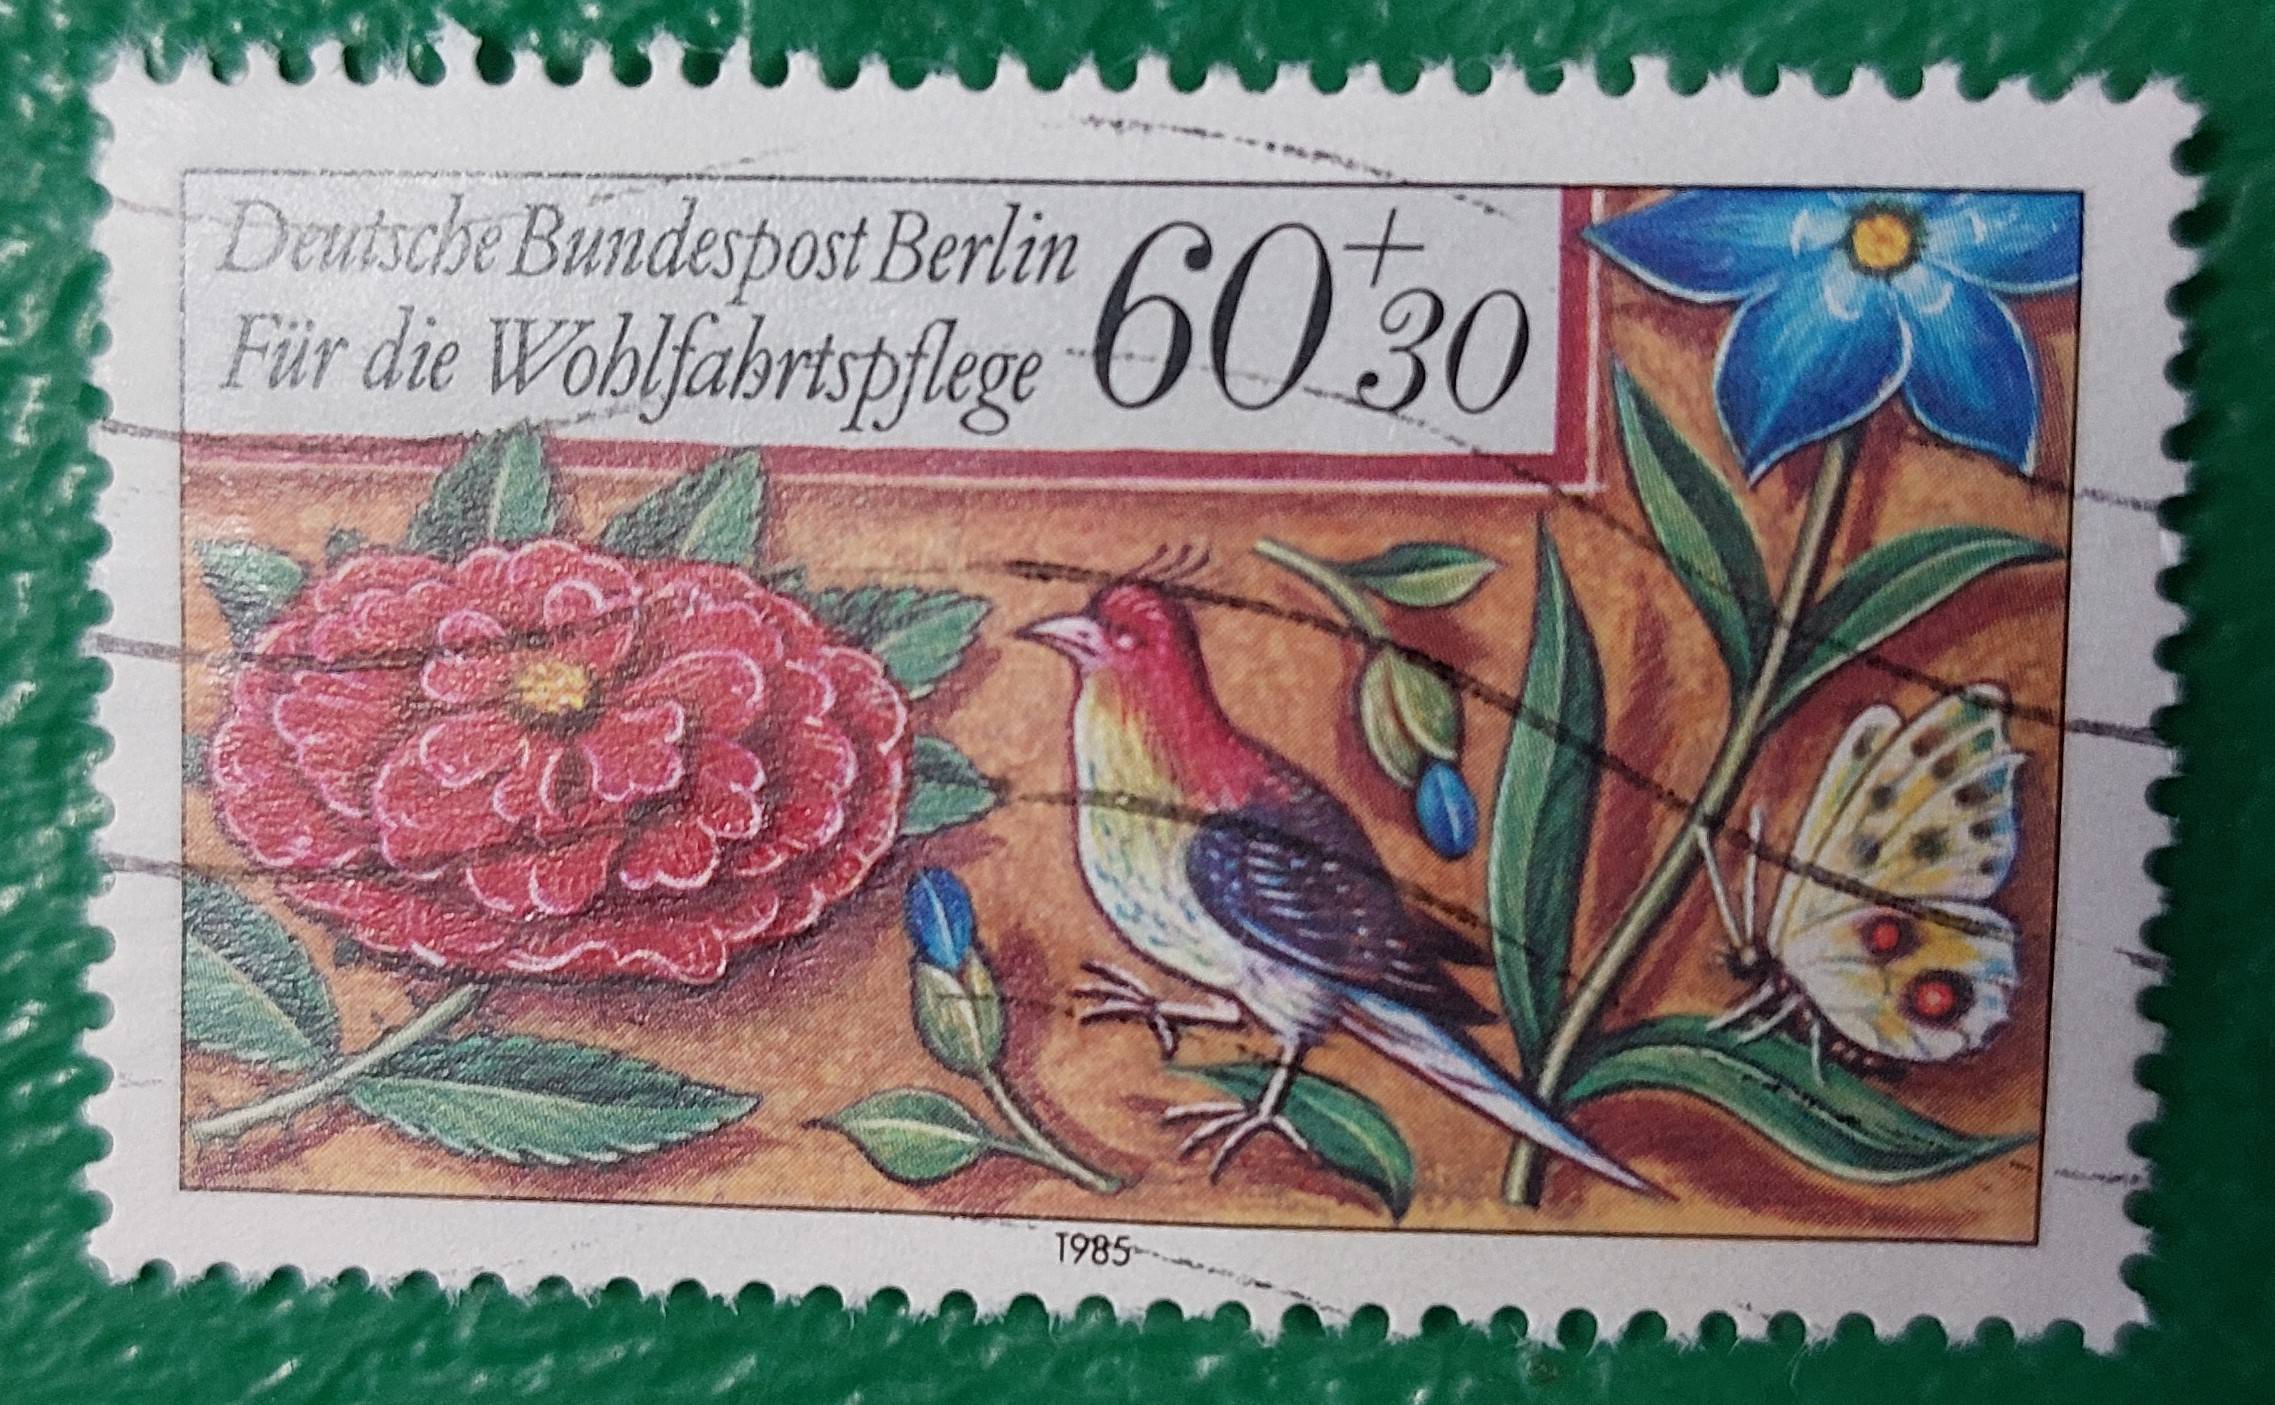 Deutsche Bundespost Berlin
Für die Wohlfahrtspflege
60+30
1985